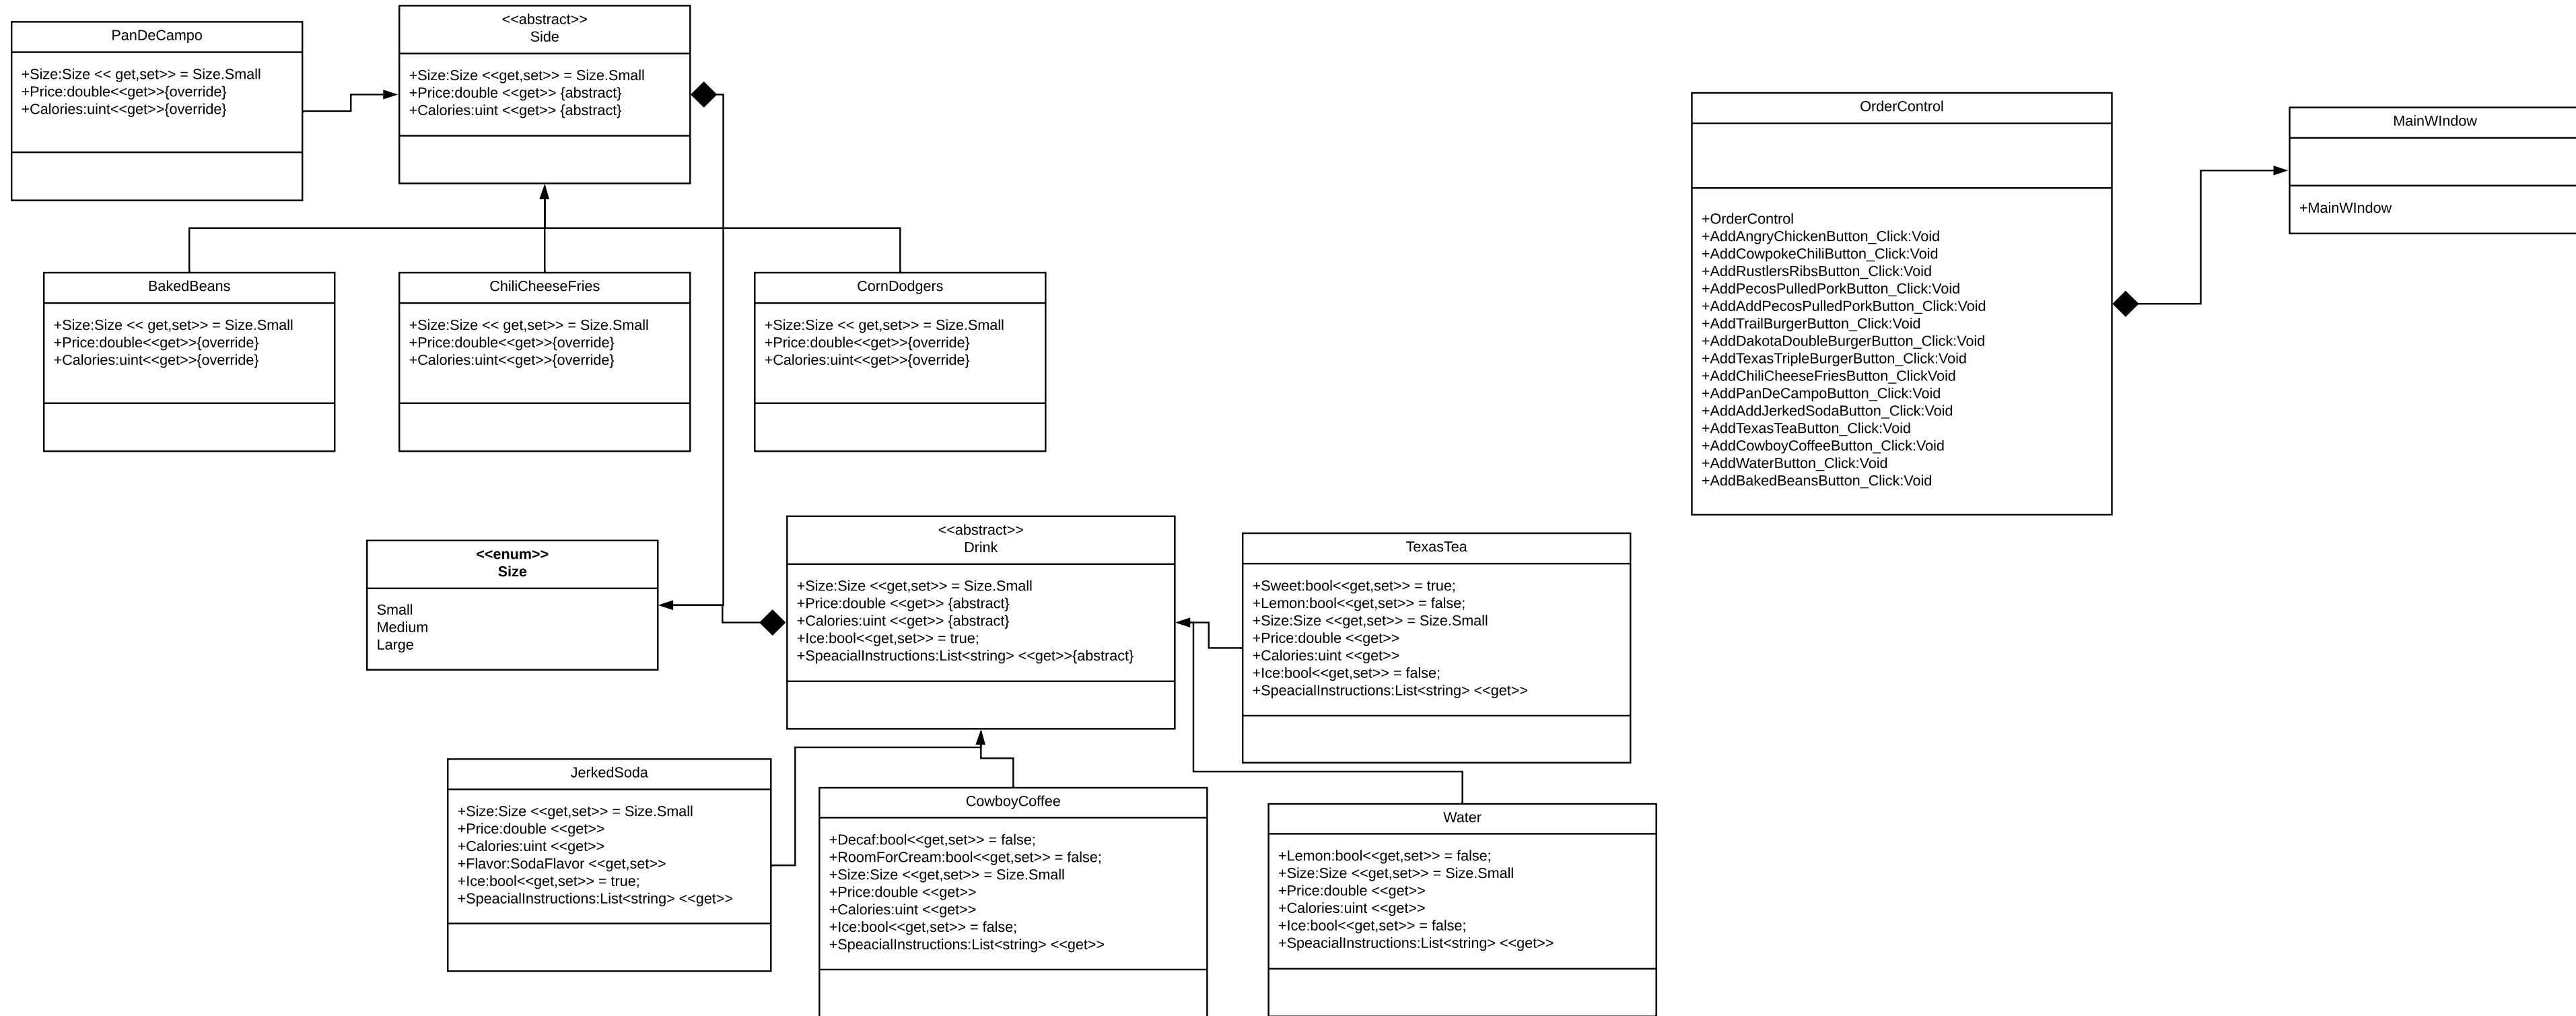 PanDeCampo
+Size:Size << get,set>> = Size.Small
+Price:double<<get>>{override}
+Calories:uint<<get>>{override}
<<abstract>>
Side
+Size:Size <<get,set>> = Size.Small
+Price:double <<get>> {abstract}
+Calories:uint <<get>> {abstract}
OrderControl
+OrderControl
+AddAngryChickenButton_Click:Void
+AddCowpokeChiliButton_Click:Void
+AddRustlersRibsButton_Click:Void
+AddPecosPulledPorkButton_Click:Void
+AddAddPecosPulledPorkButton_Click:Void
+AddTrailBurgerButton_Click:Void
+AddDakotaDoubleBurgerButton_Click:Void
+AddTexasTripleBurgerButton_Click:Void
+AddChiliCheeseFriesButton_ClickVoid
+AddPanDeCampoButton_Click:Void
+AddAddJerkedSodaButton_Click:Void
+AddTexasTeaButton_Click:Void
+AddCowboyCoffeeButton_Click:Void
+AddWaterButton_Click:Void
+AddBakedBeansButton_Click:Void
MainWIndow
+MainWIndow
BakedBeans
+Size:Size << get,set>> = Size.Small
+Price:double<<get>>{override}
+Calories:uint<<get>>{override}
ChiliCheeseFries
+Size:Size << get,set>> = Size.Small
+Price:double<<get>>{override}
+Calories:uint<<get>>{override}
CornDodgers
+Size:Size << get,set>> = Size.Small
+Price:double<<get>>{override}
+Calories:uint<<get>>{override}
<<enum>>
Size
Small
Medium
Large
<<abstract>>
Drink
+Size:Size <<get,set>> = Size.Small
+Price:double <<get>> {abstract}
+Calories:uint <<get>> {abstract}
+Ice:bool<<get,set>> = true;
+SpeacialInstructions:List<string> <<get>>{abstract}
TexasTea
+Sweet:bool<<get,set>> = true;
+Lemon:bool<<get,set>> = false;
+Size:Size <<get,set>> = Size.Small
+Price:double <<get>>
+Calories:uint <<get>>
+Ice:bool<<get,set>> = false;
+SpeacialInstructions:List<string> <<get>>
JerkedSoda
+Size:Size <<get,set>> = Size.Small
+Price:double <<get>>
+Calories:uint <<get>>
+Flavor:SodaFlavor <<get,set>>
+Ice:bool<<get,set>> = true;
+SpeacialInstructions:List<string> <<get>>
CowboyCoffee
+Decaf:bool<<get,set>> = false;
+RoomForCream:bool<<get,set>> = false;
+Size:Size <<get,set>> = Size.Small
+Price:double <<get>>
+Calories:uint <<get>>
+Ice:bool<<get,set>> = false;
+SpeacialInstructions:List<string> <<get>>
Water
+Lemon:bool<<get,set>> = false;
+Size:Size <<get,set>> = Size.Small
+Price:double <<get>>
+Calories:uint <<get>>
+Ice:bool<<get,set>> = false;
+SpeacialInstructions:List<string> <<get>>